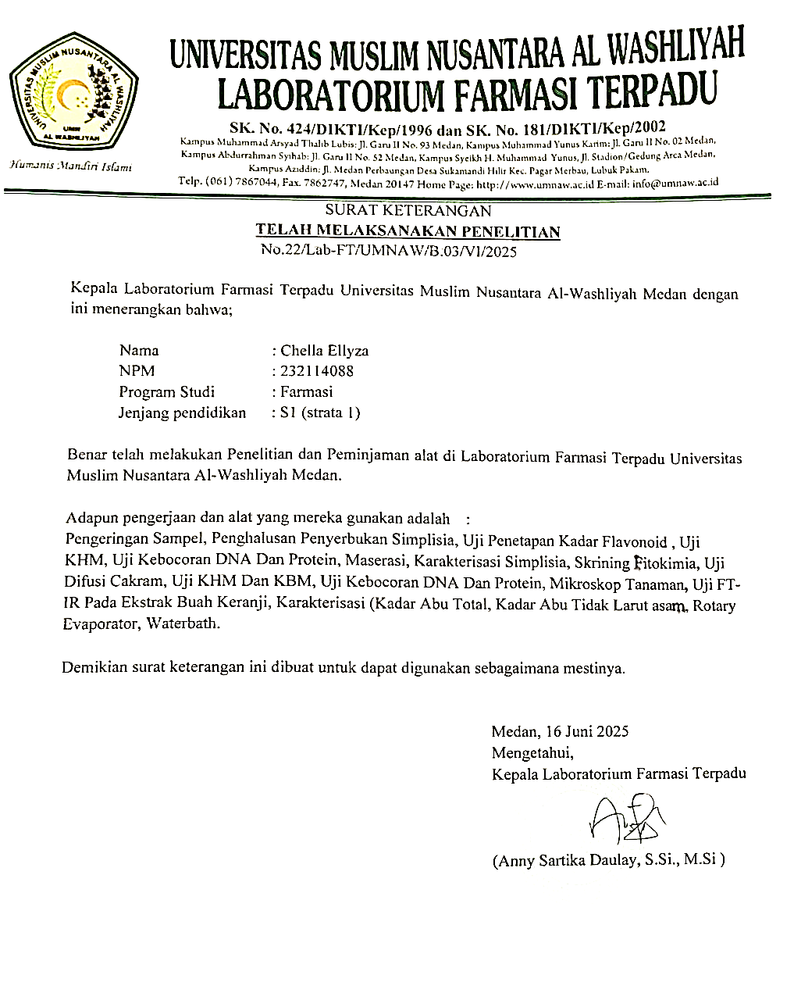 UNIVERSITAS MUSLIM NUSANTARA AL WASHLIYAH
UMN
AL WASHLIYAH
Humanis Mandiri Islami
UNIVERSITAS MUSLIM NUSANTARA AL WASHLIYAH
LABORATORIUM FARMASI TERPADU
SK. No. 424/DIKTI/Kep/1996 dan SK. No. 181/DIKTI/Kep/2002
Kampus Muhammad Arsyad Thalib Lubis: Jl. Garu II No. 93 Medan, Kampus Muhammad Yunus Karim: Jl. Garu II No. 02 Medan,
Kampus Abdurrahman Syihab: Jl. Garu II No. 52 Medan, Kampus Syeikh H. Muhammad Yunus, Jl. Stadion/Gedung Arca Medan,
Kampus Aziddin: Jl. Medan Perbaungan Desa Sukamandi Hilir Kec. Pagar Merbau, Lubuk Pakam.
Telp. (061) 7867044, Fax. 7862747, Medan 20147 Home Page: http://www.umnaw.ac.id E-mail: info@umnaw.ac.id
SURAT KETERANGAN
TELAH MELAKSANAKAN PENELITIAN
No.22/Lab-FT/UMNAW/B.03/VI/2025
Kepala Laboratorium Farmasi Terpadu Universitas Muslim Nusantara Al-Washliyah Medan dengan
ini menerangkan bahwa;
Nama : Chella Ellyza
NPM : 232114088
Program Studi : Farmasi
Jenjang pendidikan : S1 (strata 1)
Benar telah melakukan Penelitian dan Peminjaman alat di Laboratorium Farmasi Terpadu Universitas
Muslim Nusantara Al-Washliyah Medan.
Adapun pengerjaan dan alat yang mereka gunakan adalah :
Pengeringan Sampel, Penghalusan Penyerbukan Simplisia, Uji Penetapan Kadar Flavonoid , Uji
KHM, Uji Kebocoran DNA Dan Protein, Maserasi, Karakterisasi Simplisia, Skrining Fitokimia, Uji
Difusi Cakram, Uji KHM Dan KBM, Uji Kebocoran DNA Dan Protein, Mikroskop Tanaman, Uji FT-
IR Pada Ekstrak Buah Keranji, Karakterisasi (Kadar Abu Total, Kadar Abu Tidak Larut asam, Rotary
Evaporator, Waterbath.
Demikian surat keterangan ini dibuat untuk dapat digunakan sebagaimana mestinya.
Medan, 16 Juni 2025
Mengetahui,
Kepala Laboratorium Farmasi Terpadu
(Anny Sartika Daulay, S.Si., M.Si )